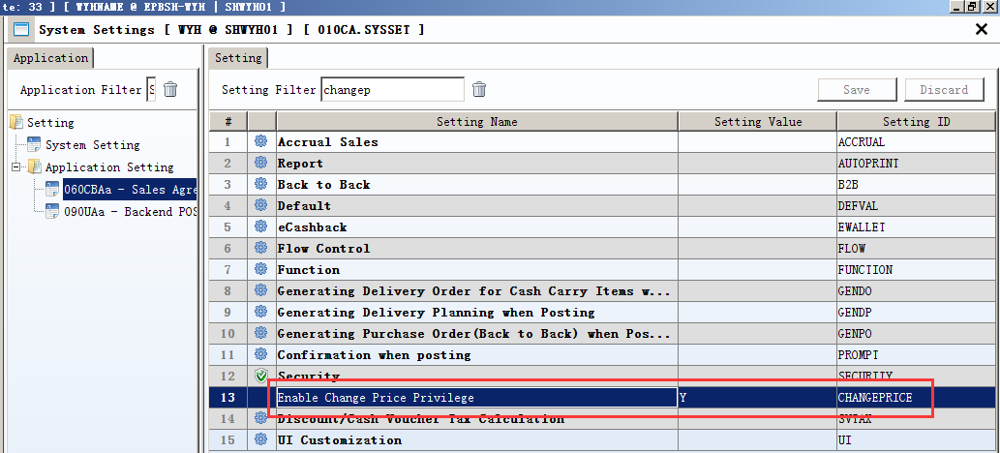 te: 33 ] [ WYHNAME @ EPBSH-WYH | SHWYH01 ]
System Settings [ WYH @ SHWYH01 ] [ 010CA.SYSSET ]
Application
Setting
Application Filter S
Setting Filter changep
Save
Discard
Setting
System Setting
Application Setting
060CBAa - Sales Agre
090UAa - Backend POS
# Setting Name Setting Value Setting ID
1 Accrual Sales ACCRUAL
2 Report AUTOPRINT
3 Back to Back B2B
4 Default DEFVAL
5 eCashback EWALLET
6 Flow Control FLOW
7 Function FUNCTION
8 Generating Delivery Order for Cash Carry Items w... GENDO
9 Generating Delivery Planning when Posting GENDP
10 Generating Purchase Order(Back to Back) when Pos... GENPO
11 Confirmation when posting PROMPT
12 Security SECURITY
13 Enable Change Price Privilege Y CHANGEPRICE
14 Discount/Cash Voucher Tax Calculation SVTAX
15 UI Customization UI